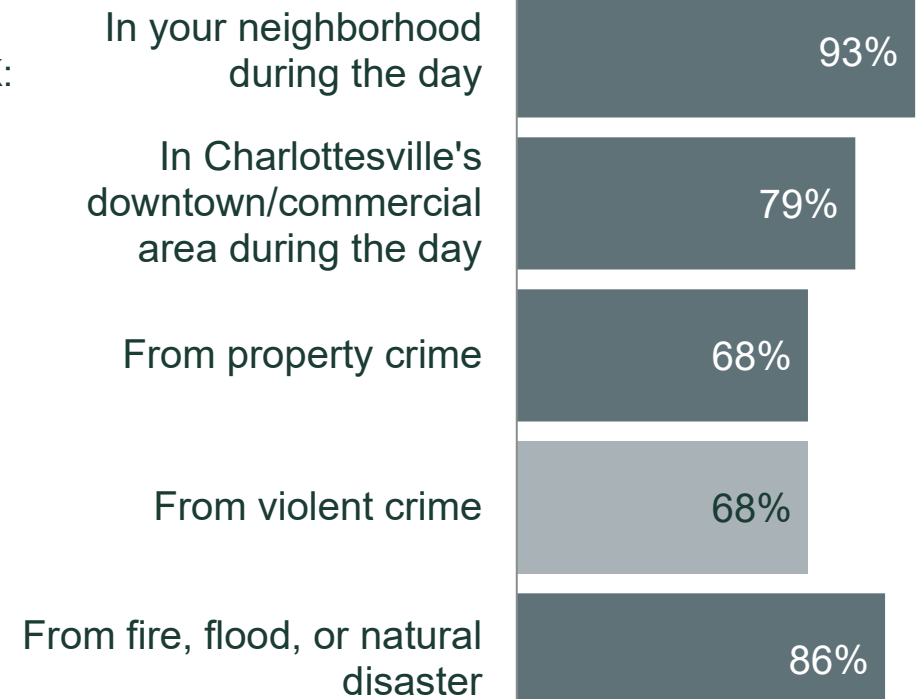 In your neighborhood
during the day
93%
In Charlottesville's
downtown/commercial
area during the day
79%
From property crime
68%
From violent crime
68%
From fire, flood, or natural
disaster
86%